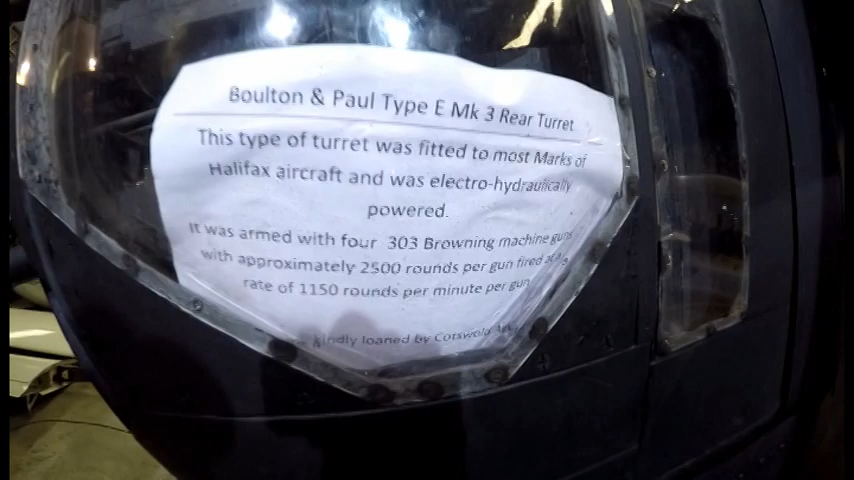 Boulton & Paul Type E Mk 3 Rear Turret
This type of turret was fitted to most Marks of
Halifax aircraft and was electro-hydraulically
powered.
It was armed with four 303 Browning machine guns
with approximately 2500 rounds per gun fired at a
rate of 1150 rounds per minute per gun
kindly loaned by Cotswold